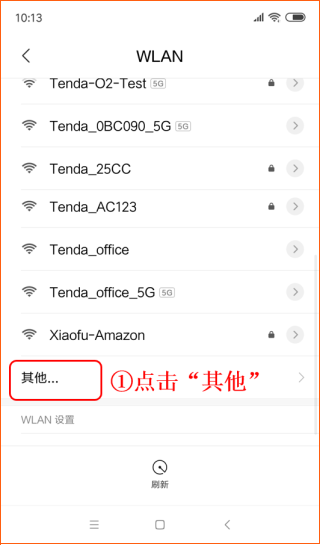 10:13
WLAN
Tenda-O2-Test 5G
Tenda_0BC090_5G 5G
Tenda_25CC
Tenda_AC123
Tenda_office
Tenda_office_5G 5G
Xiaofu-Amazon
其他...
①点击“其他”
WLAN 设置
刷新